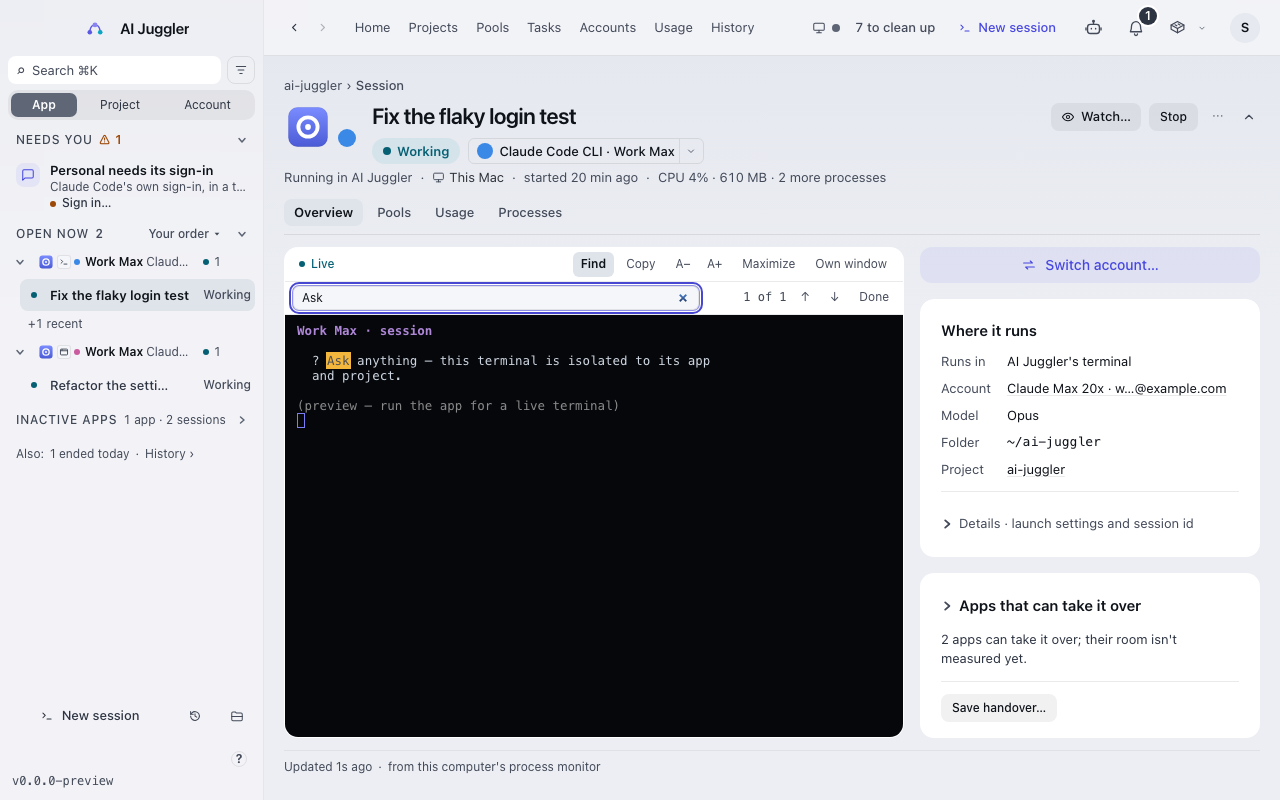 AI Juggler
Search ⌘K
App Project Account
NEEDS YOU 1
Personal needs its sign-in
Claude Code's own sign-in, in a t...
Sign in...
OPEN NOW 2 Your order
Work Max Claud... 1
Fix the flaky login test Working
+1 recent
Work Max Claud... 1
Refactor the setti... Working
INACTIVE APPS 1 app · 2 sessions
Also: 1 ended today · History ›
New session
?
v0.0.0-preview
Home Projects Pools Tasks Accounts Usage History
7 to clean up
New session
1
S
ai-juggler › Session
Fix the flaky login test
Watch...
Stop
Working
Claude Code CLI · Work Max
Running in AI Juggler · This Mac · started 20 min ago · CPU 4% · 610 MB · 2 more processes
Overview Pools Usage Processes
Live
Find Copy A− A+ Maximize Own window
Ask
1 of 1 ↑ ↓ Done
Work Max · session
? Ask anything — this terminal is isolated to its app
and project.
(preview — run the app for a live terminal)
Switch account...
Where it runs
Runs in AI Juggler's terminal
Account Claude Max 20x · w...@example.com
Model Opus
Folder ~/ai-juggler
Project ai-juggler
Details · launch settings and session id
Apps that can take it over
2 apps can take it over; their room isn't
measured yet.
Save handover...
Updated 1s ago · from this computer's process monitor